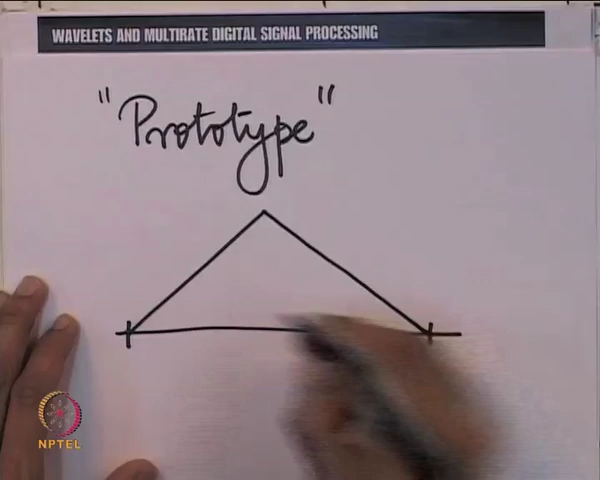 WAVELETS AND MULTIRATE DIGITAL SIGNAL PROCESSING
"Prototype"
NPTEL